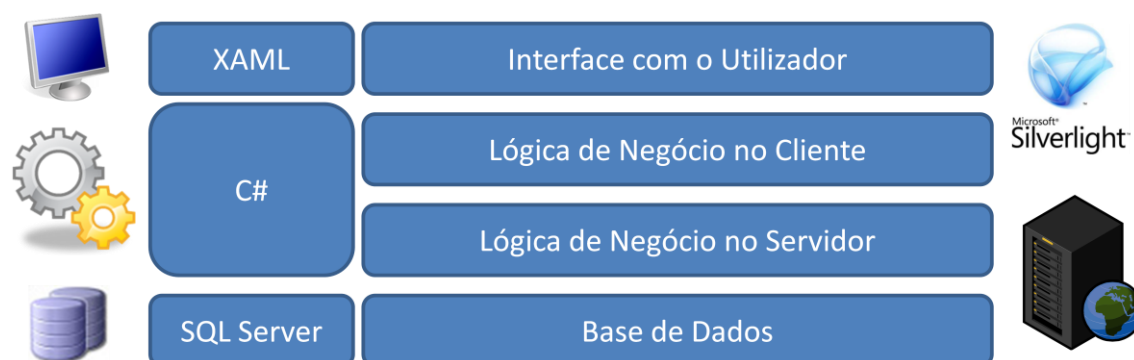 XAML
Interface com o Utilizador
C#
Lógica de Negócio no Cliente
Lógica de Negócio no Servidor
SQL Server
Base de Dados
Microsoft®
Silverlight™